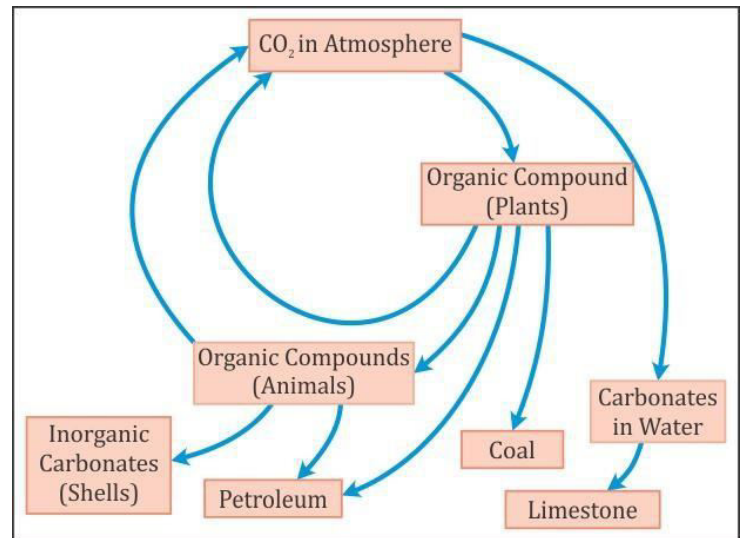 CO₂ in Atmosphere
Organic Compound
(Plants)
Organic Compounds
(Animals)
Carbonates
in Water
Inorganic
Carbonates
(Shells)
Coal
Petroleum
Limestone